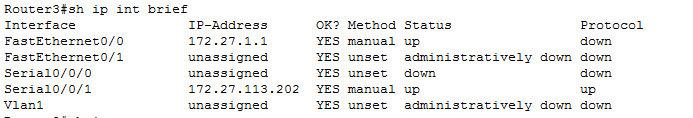 Router3#sh ip int brief
Interface IP-Address OK? Method Status Protocol
FastEthernet0/0 172.27.1.1 YES manual up down
FastEthernet0/1 unassigned YES unset administratively down down
Serial0/0/0 unassigned YES unset down down
Serial0/0/1 172.27.113.202 YES manual up up
Vlan1 unassigned YES unset administratively down down